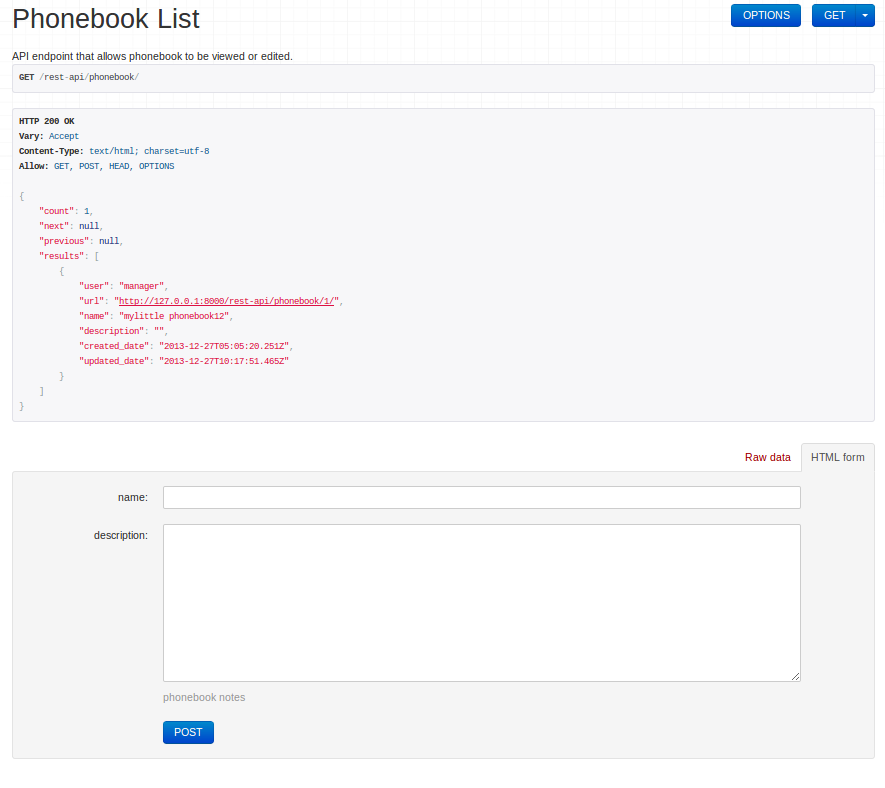 Phonebook List
OPTIONS
GET
API endpoint that allows phonebook to be viewed or edited.
GET /rest-api/phonebook/
HTTP 200 OK
Vary: Accept
Content-Type: text/html; charset=utf-8
Allow: GET, POST, HEAD, OPTIONS
{
"count": 1,
"next": null,
"previous": null,
"results": [
{
"user": "manager",
"url": "http://127.0.0.1:8000/rest-api/phonebook/1/",
"name": "mylittle phonebook12",
"description": "",
"created_date": "2013-12-27T05:05:20.251Z",
"updated_date": "2013-12-27T10:17:51.465Z"
}
]
}
Raw data
HTML form
name:
description:
phonebook notes
POST